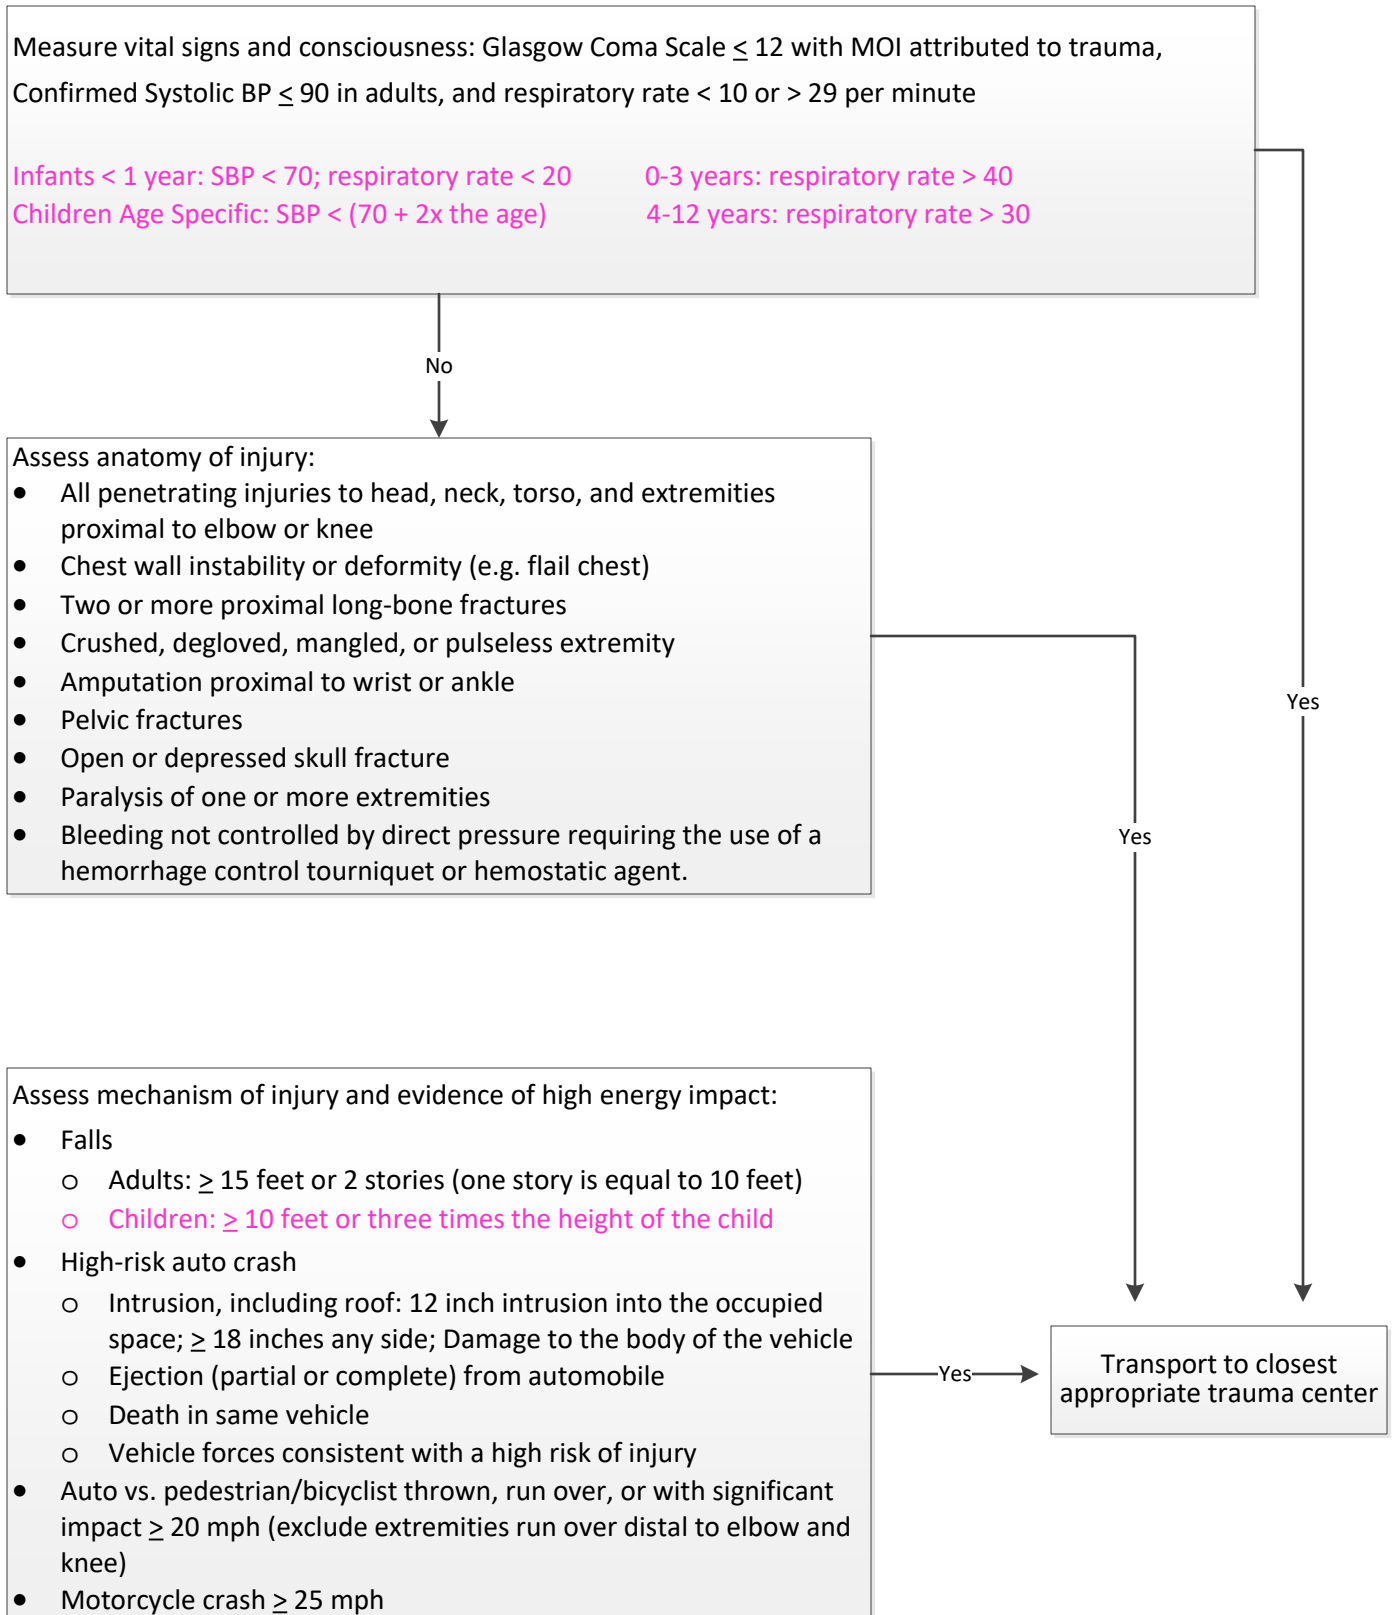 Measure vital signs and consciousness: Glasgow Coma Scale ≤ 12 with MOI attributed to trauma,
Confirmed Systolic BP ≤ 90 in adults, and respiratory rate < 10 or > 29 per minute
Infants < 1 year: SBP < 70; respiratory rate < 20 0-3 years: respiratory rate > 40
Children Age Specific: SBP < (70 + 2x the age) 4-12 years: respiratory rate > 30
No
Assess anatomy of injury:
• All penetrating injuries to head, neck, torso, and extremities
proximal to elbow or knee
• Chest wall instability or deformity (e.g. flail chest)
• Two or more proximal long-bone fractures
• Crushed, degloved, mangled, or pulseless extremity
• Amputation proximal to wrist or ankle
• Pelvic fractures
• Open or depressed skull fracture
• Paralysis of one or more extremities
• Bleeding not controlled by direct pressure requiring the use of a
hemorrhage control tourniquet or hemostatic agent.
Yes
Yes
Assess mechanism of injury and evidence of high energy impact:
• Falls
o Adults: ≥ 15 feet or 2 stories (one story is equal to 10 feet)
o Children: ≥ 10 feet or three times the height of the child
• High-risk auto crash
o Intrusion, including roof: 12 inch intrusion into the occupied
space; ≥ 18 inches any side; Damage to the body of the vehicle
o Ejection (partial or complete) from automobile
o Death in same vehicle
o Vehicle forces consistent with a high risk of injury
• Auto vs. pedestrian/bicyclist thrown, run over, or with significant
impact ≥ 20 mph (exclude extremities run over distal to elbow and
knee)
• Motorcycle crash ≥ 25 mph
Yes
Transport to closest
appropriate trauma center